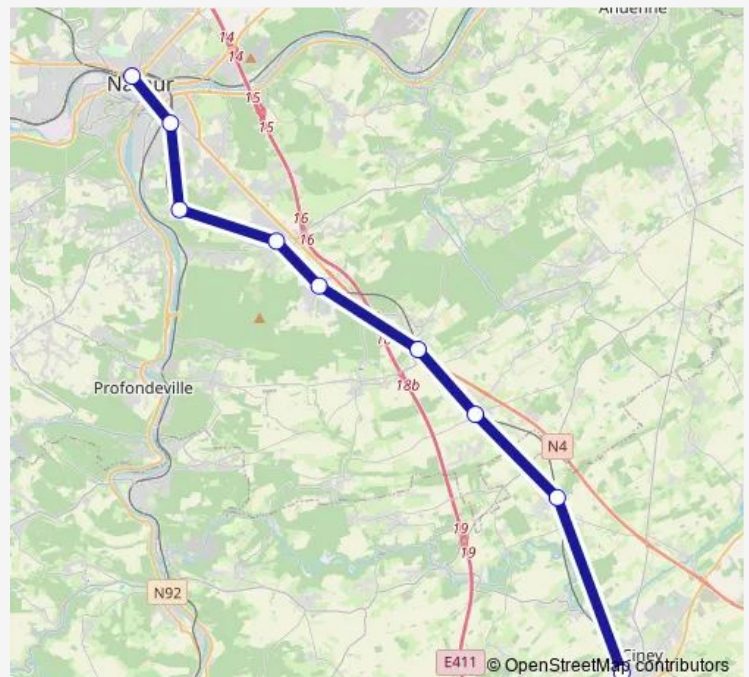 Andenne
14
14
Namur
15
15
16
16
Profondeville
18b
N4
19
19
N92
E411
Ciney
© OpenStreetMap contributors